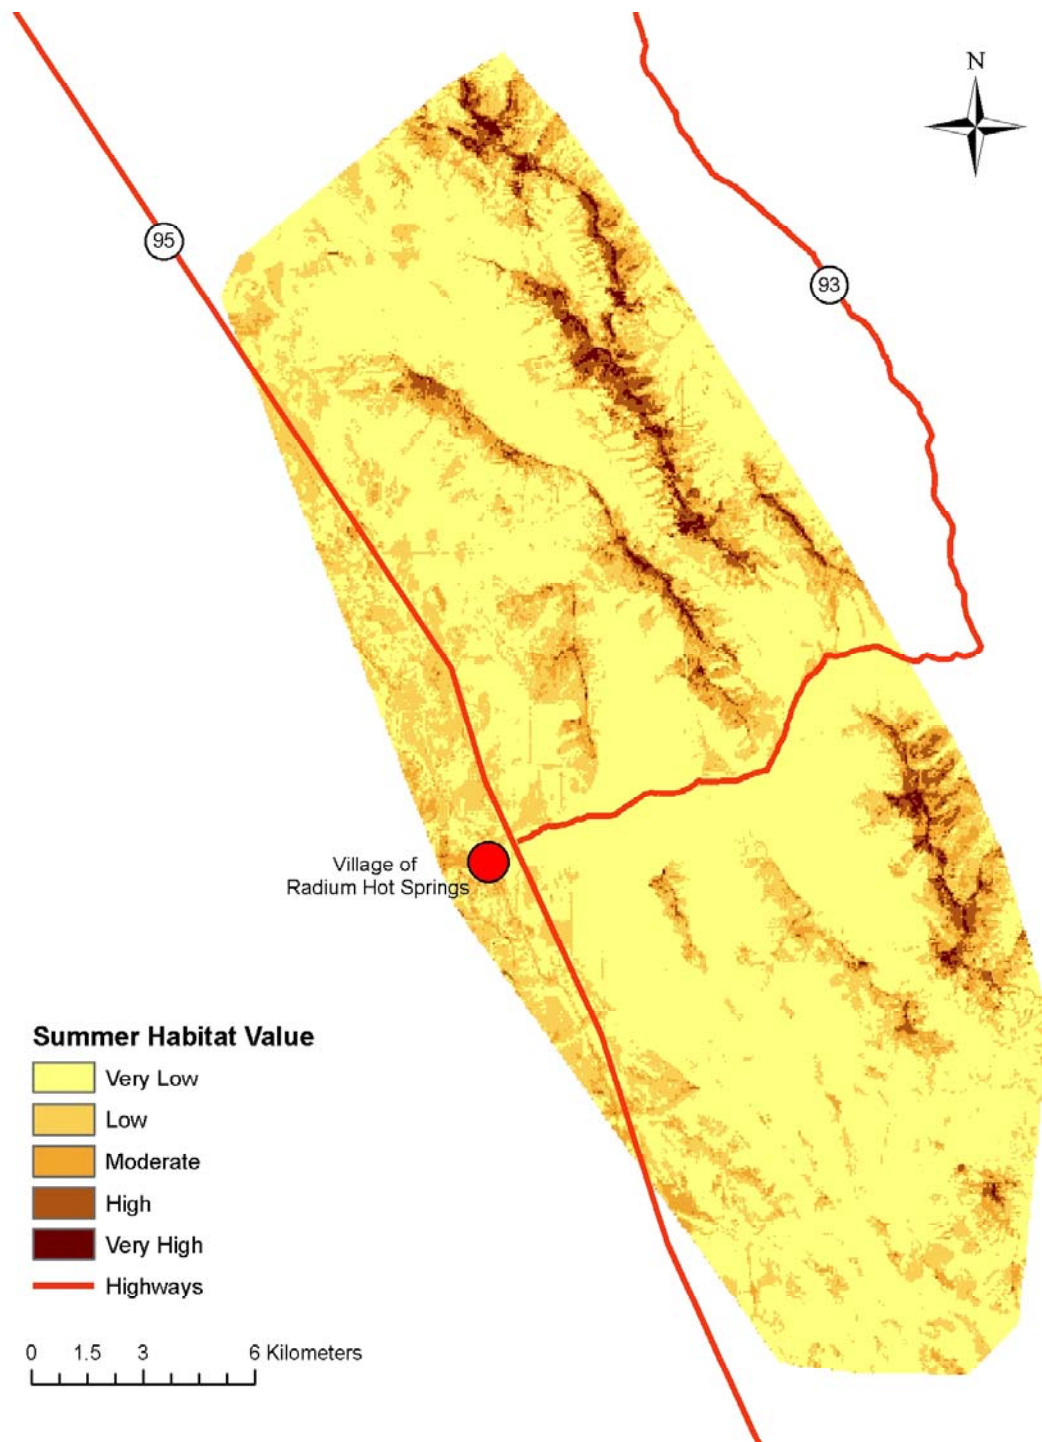 N
95
93
Village of
Radium Hot Springs
Summer Habitat Value
Very Low
Low
Moderate
High
Very High
Highways
0 1.5 3 6 Kilometers